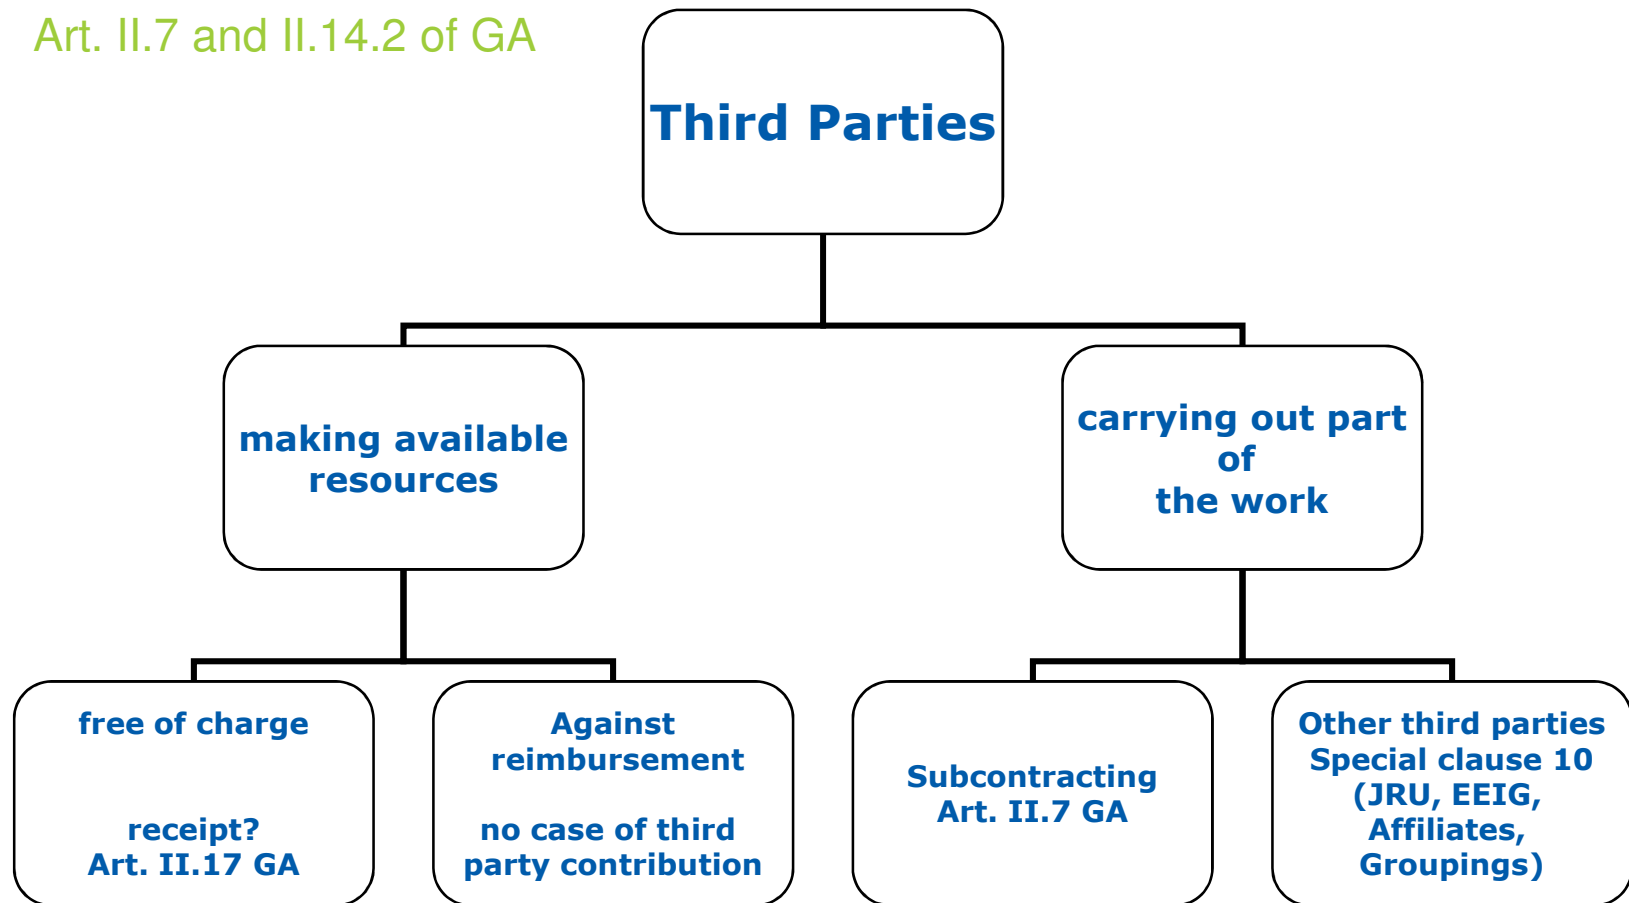 Art. II.7 and II.14.2 of GA
Third Parties
making available
resources
carrying out part
of
the work
free of charge
receipt?
Art. II.17 GA
Against
reimbursement
no case of third
party contribution
Subcontracting
Art. II.7 GA
Other third parties
Special clause 10
(JRU, EEIG,
Affiliates,
Groupings)